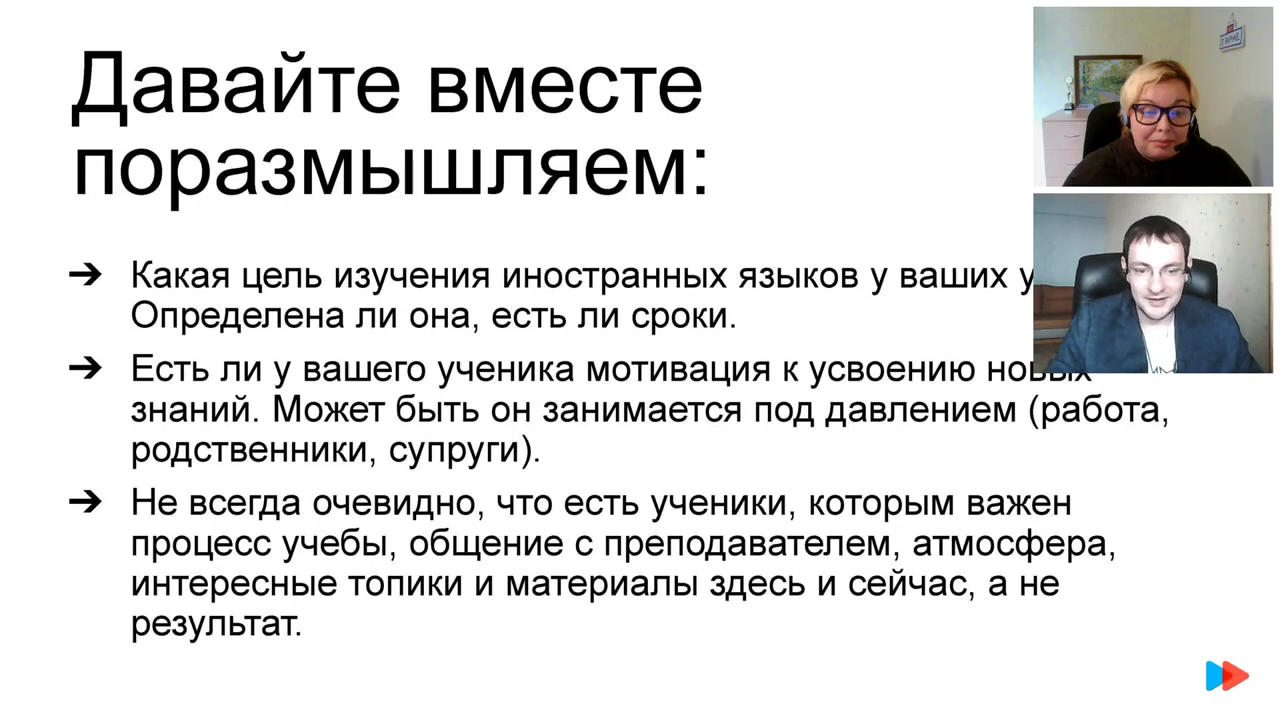 Давайте вместе
поразмышляем:
➔ Какая цель изучения иностранных языков у ваших
Определена ли она, есть ли сроки.
➔ Есть ли у вашего ученика мотивация к усвоению новых
знаний. Может быть он занимается под давлением (работа,
родственники, супруги).
➔ Не всегда очевидно, что есть ученики, которым важен
процесс учебы, общение с преподавателем, атмосфера,
интересные топики и материалы здесь и сейчас, а не
результат.